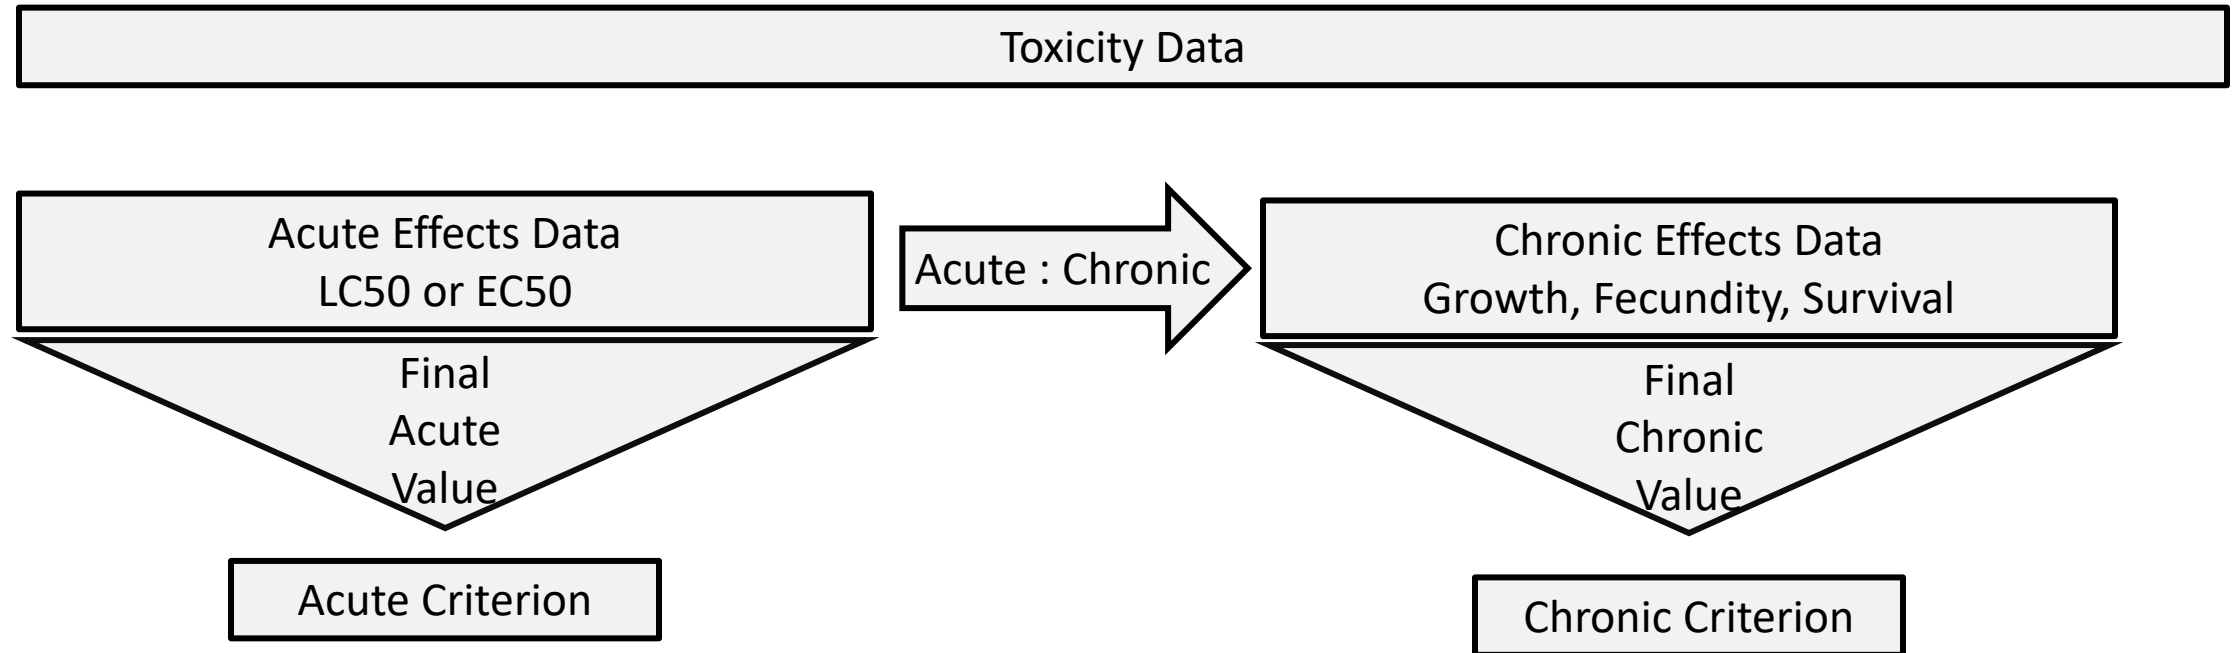 Toxicity Data
Acute Effects Data
LC50 or EC50
Acute : Chronic
Chronic Effects Data
Growth, Fecundity, Survival
Final
Acute
Value
Final
Chronic
Value
Acute Criterion
Chronic Criterion